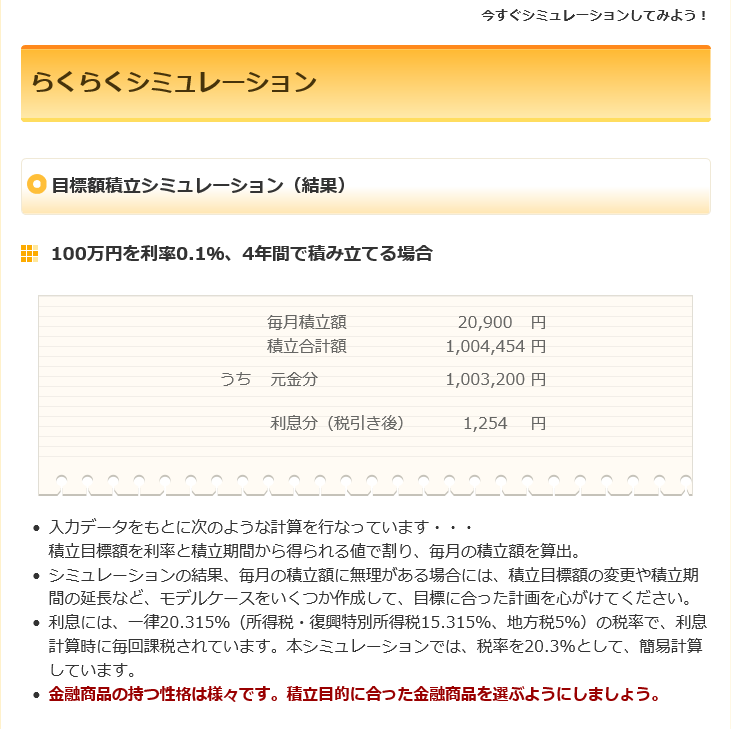 今すぐシミュレーションしてみよう！
らくらくシミュレーション
目標額積立シミュレーション（結果）
100万円を利率0.1%、4年間で積み立てる場合
毎月積立額 20,900 円
積立合計額 1,004,454 円
うち 元金分 1,003,200 円
利息分（税引き後） 1,254 円
入力データをもとに次のような計算を行なっています・・・
積立目標額を利率と積立期間から得られる値で割り、毎月の積立額を算出。
シミュレーションの結果、毎月の積立額に無理がある場合には、積立目標額の変更や積立期
間の延長など、モデルケースをいくつか作成して、目標に合った計画を心がけてください。
利息には、一律20.315%（所得税・復興特別所得税15.315%、地方税5%）の税率で、利息
計算時に毎回課税されています。本シミュレーションでは、税率を20.3%として、簡易計算
しています。
金融商品の持つ性格は様々です。積立目的に合った金融商品を選ぶようにしましょう。